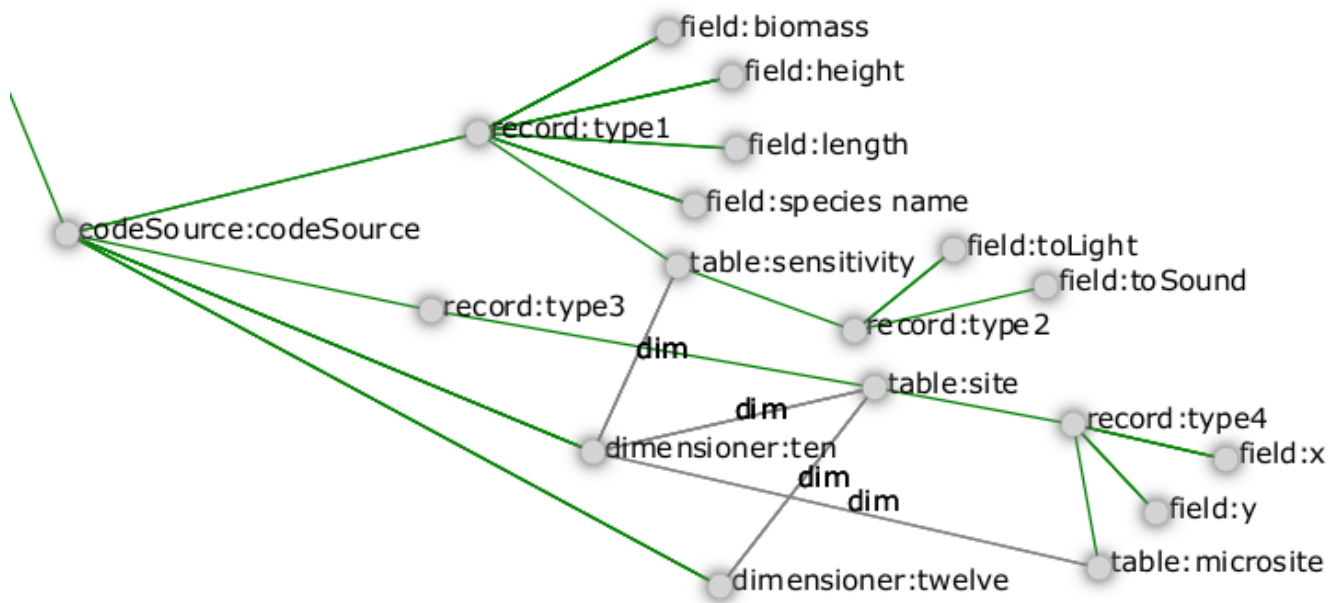 field:biomass
field:height
record:type1
field:length
field:species name
codeSource:codeSource
field:toLight
table:sensitivity
field:toSound
record:type3
record:type2
dim
table:site
dim
record:type4
dimensioner:ten
field:x
dim
dim
field:y
table:microsite
dimensioner:twelve